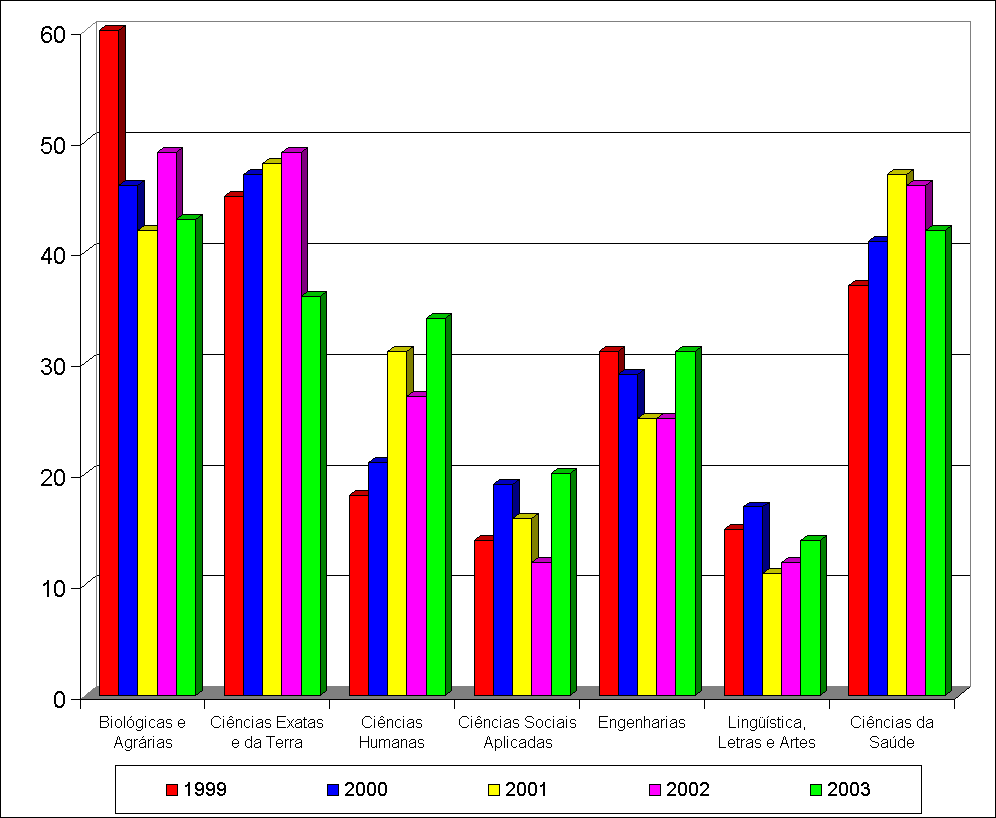 60
50
40
30
20
10
0
Biológicas e
Agrárias
Ciências Exatas
e da Terra
Ciências
Humanas
Ciências Sociais
Aplicadas
Engenharias
Lingüística,
Letras e Artes
Ciências da
Saúde
1999 2000 2001 2002 2003